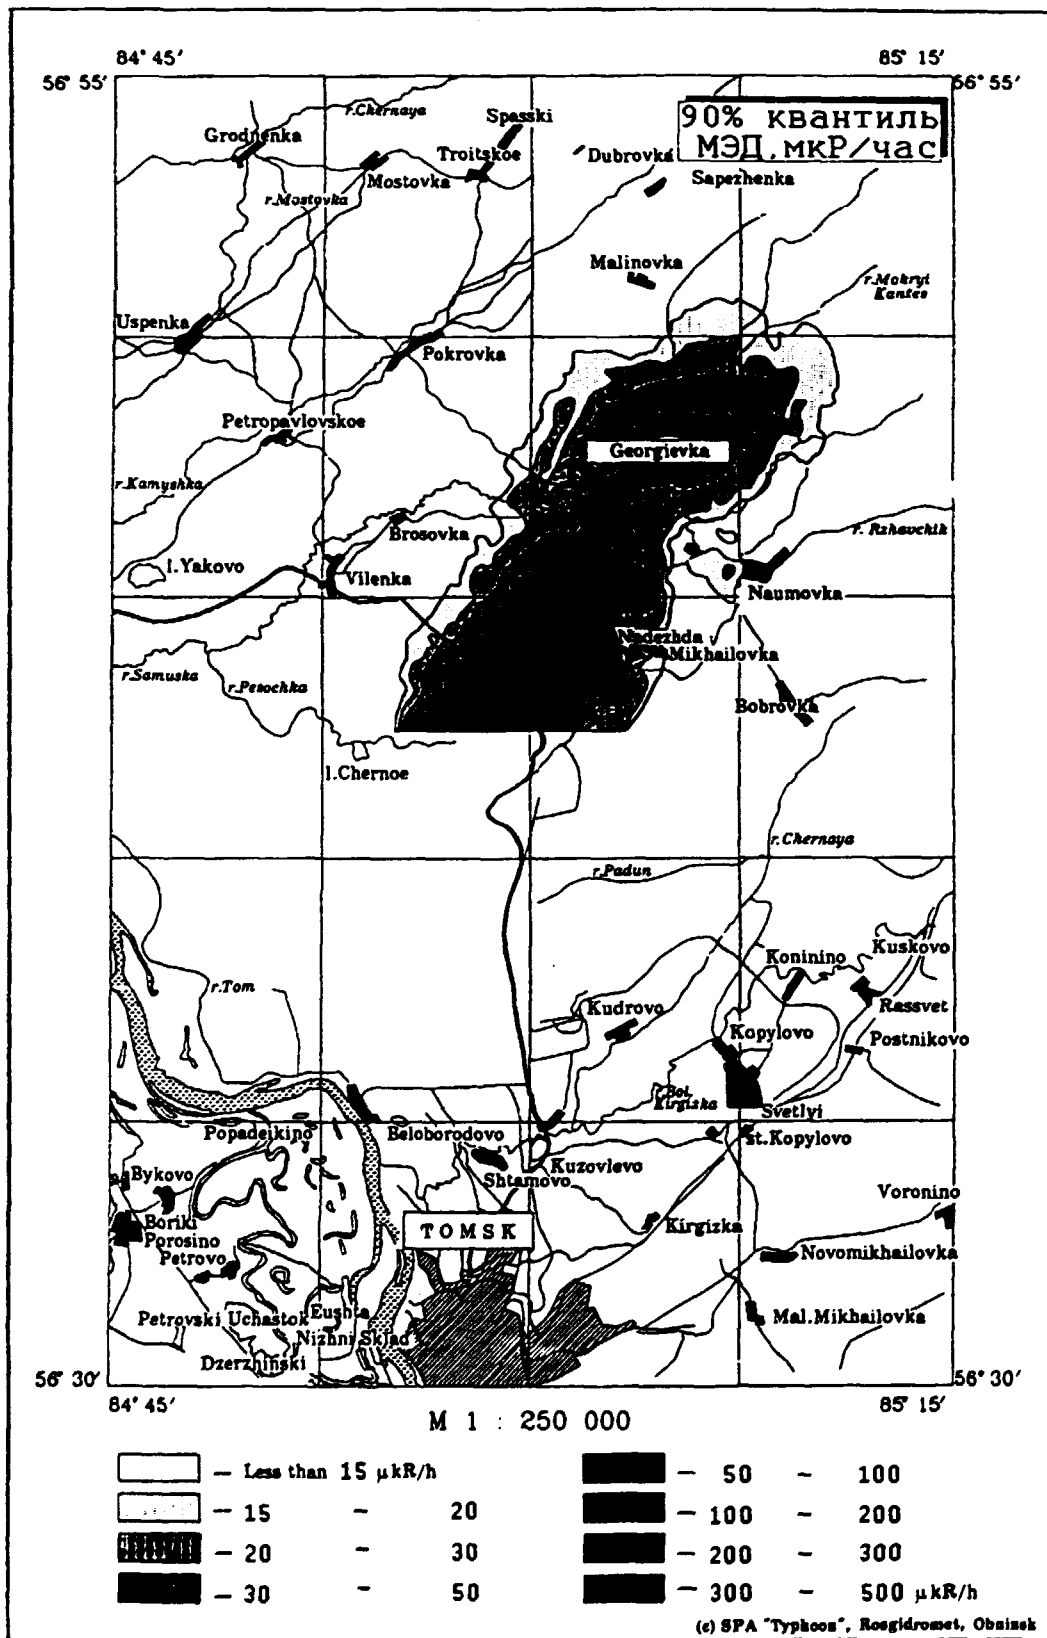 84° 45′
85° 15′
56° 55′
56° 55′
90% квантиль
МЭД,мкР/час
r.Chernaya
Spasski
Grodnenka
Troitskoe
Dubrovka
Mostovka
Sapezhenka
r.Mostovka
Malinovka
r.Mokryi
Uspenka
Pokrovka
Petropavlovskoe
Georgievka
r.Kamyshka
Brosovka
r. Rzhavchik
l.Yakovo
Vilenka
Naumovka
Nadezhda
Mikhailovka
r.Samuska
r.Pesochka
Bobrovka
l.Chernoe
r.Chernaya
r.Padun
Kuskovo
Koninino
r.Tom
Kudrovo
Rassvet
Kopylovo
Postnikovo
Bol.
Kirgizka
Svetlyi
Popadeikino
Beloborodovo
st.Kopylovo
Bykovo
Kuzovlevo
Shtamovo
Voronino
Boriki
TOMSK
Kirgizka
Porosino
Petrovo
Novomikhailovka
Petrovski Uchastok
Eushta
Mal.Mikhailovka
Nizhni Sklad
Dzerzhinski
56° 30′
56° 30′
84° 45′
85° 15′
M 1 : 250 000
— Less than 15 μkR/h
— 15 – 20
— 20 – 30
— 30 – 50
— 50 – 100
— 100 – 200
— 200 – 300
— 300 – 500 μkR/h
(c) SPA "Typhoon", Rosgidromet, Obninsk